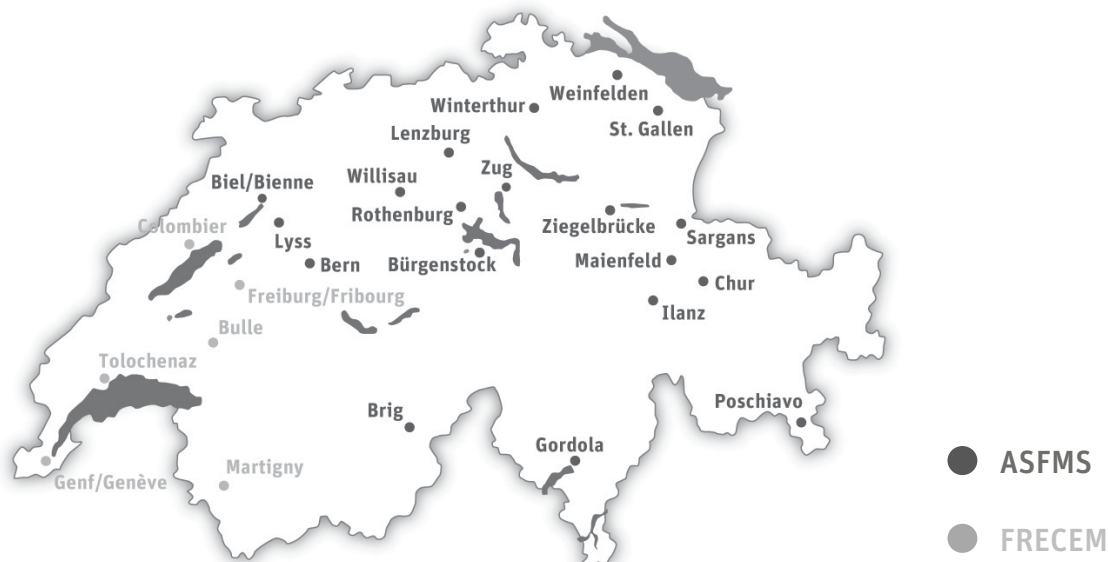 Weinfelden
Winterthur
St. Gallen
Lenzburg
Zug
Willisau
Biel/Bienne
Rothenburg
Colombier
Ziegelbrücke
Sargans
Lyss
Bern
Bürgenstock
Maienfeld
Chur
Freiburg/Fribourg
Ilanz
Bulle
Tolochenaz
Brig
Poschiavo
Gordola
Martigny
Genf/Genève
ASFMS
FRECEM